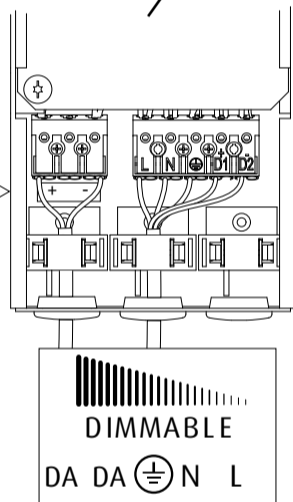 L N ⏚ D1 D2
+ -
DIMMABLE
DA DA ⏚ N L